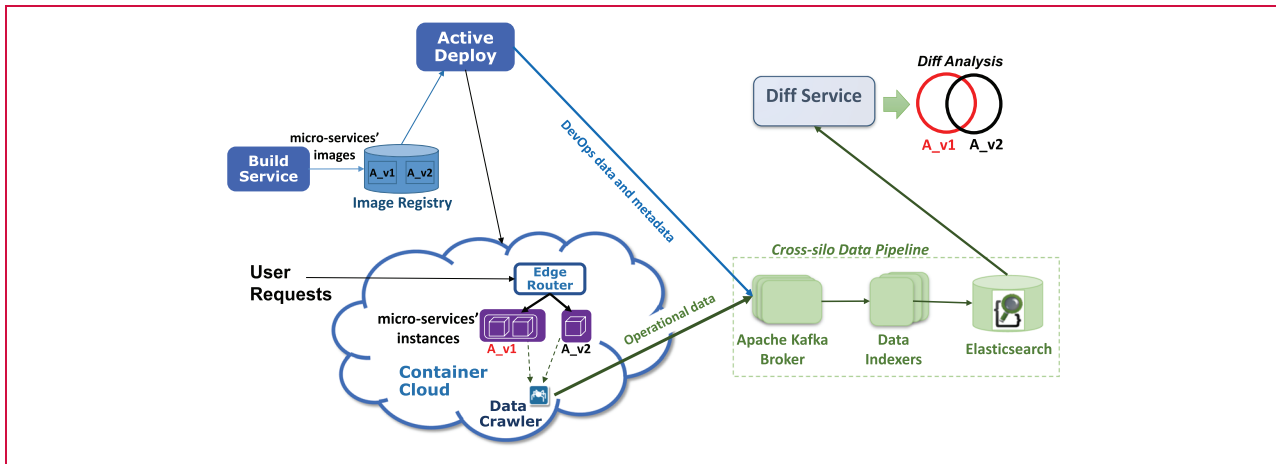 Active
Deploy
micro-services'
images
Build
Service
A_v1
A_v2
Image Registry
DevOps data and metadata
Diff Service
Diff Analysis
A_v1
A_v2
User
Requests
Edge
Router
micro-services'
instances
A_v1
A_v2
Container
Cloud
Data
Crawler
Operational data
Cross-silo Data Pipeline
Apache Kafka
Broker
Data
Indexers
Elasticsearch